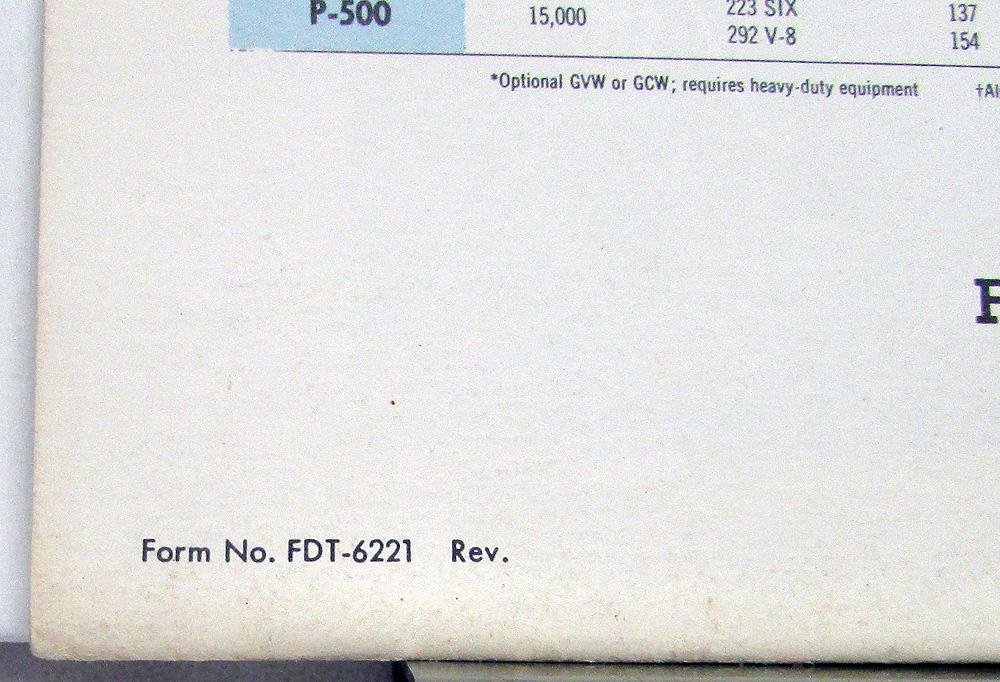 P-500 15,000 223 SIX 137
292 V-8 154
*Optional GVW or GCW; requires heavy-duty equipment
Form No. FDT-6221 Rev.